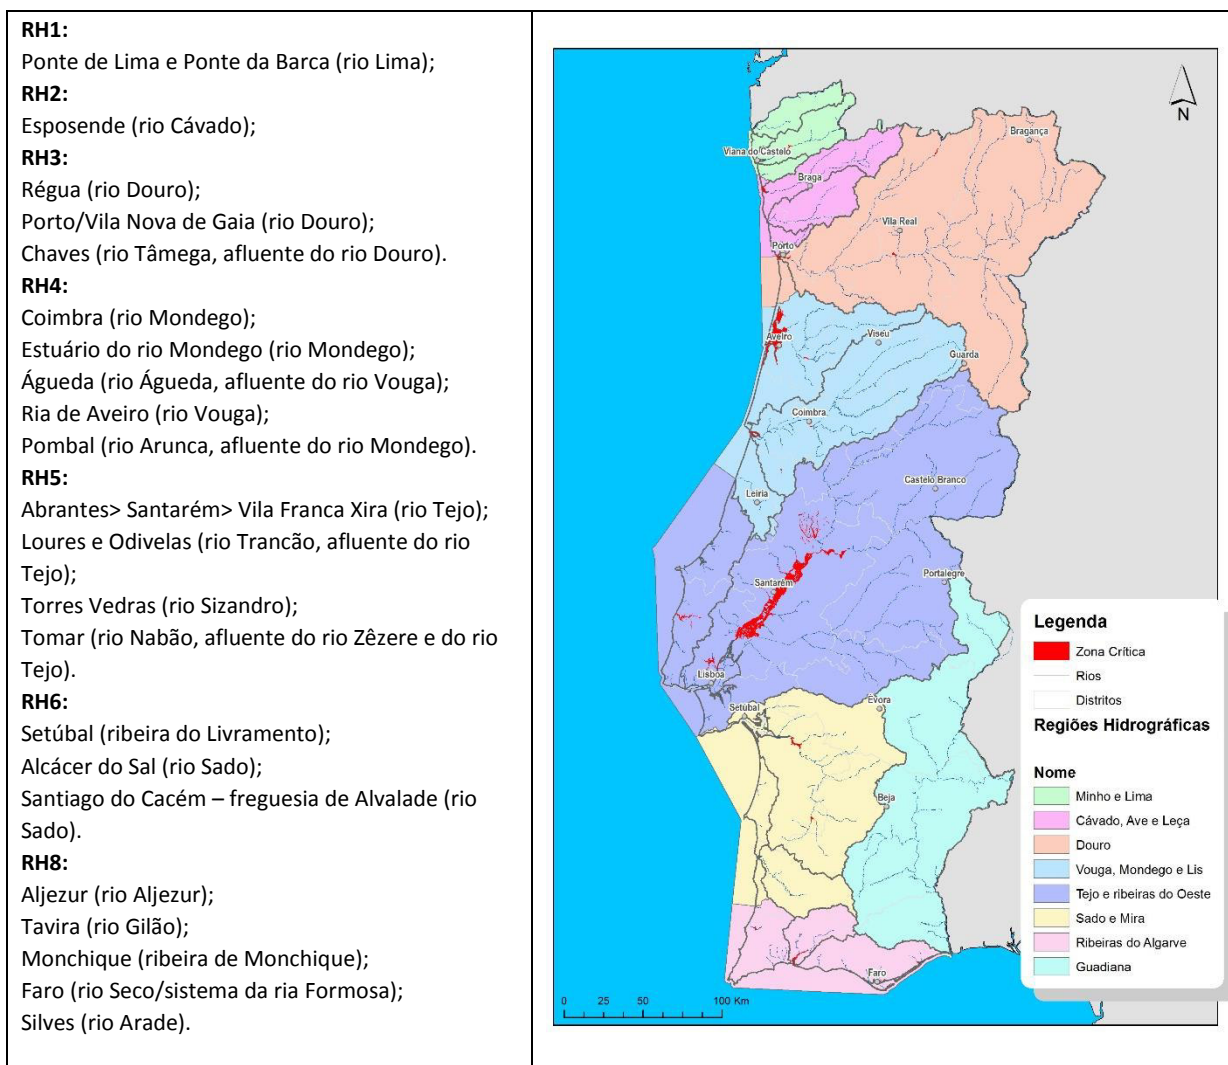 RH1:
Ponte de Lima e Ponte da Barca (rio Lima);
RH2:
Esposende (rio Cávado);
RH3:
Régua (rio Douro);
Porto/Vila Nova de Gaia (rio Douro);
Chaves (rio Tâmega, afluente do rio Douro).
RH4:
Coimbra (rio Mondego);
Estuário do rio Mondego (rio Mondego);
Águeda (rio Águeda, afluente do rio Vouga);
Ria de Aveiro (rio Vouga);
Pombal (rio Arunca, afluente do rio Mondego).
RH5:
Abrantes> Santarém> Vila Franca Xira (rio Tejo);
Loures e Odivelas (rio Trancão, afluente do rio
Tejo);
Torres Vedras (rio Sizandro);
Tomar (rio Nabão, afluente do rio Zêzere e do rio
Tejo).
RH6:
Setúbal (ribeira do Livramento);
Alcácer do Sal (rio Sado);
Santiago do Cacém – freguesia de Alvalade (rio
Sado).
RH8:
Aljezur (rio Aljezur);
Tavira (rio Gilão);
Monchique (ribeira de Monchique);
Faro (rio Seco/sistema da ria Formosa);
Silves (rio Arade).
N
Bragança
Viana do Castelo
Braga
Vila Real
Porto
Aveiro
Viseu
Guarda
Coimbra
Leiria
Castelo Branco
Portalegre
Santarém
Lisboa
Setúbal
Évora
Beja
Faro
0 25 50 100 Km
Legenda
Zona Crítica
Rios
Distritos
Regiões Hidrográficas
Nome
Minho e Lima
Cávado, Ave e Leça
Douro
Vouga, Mondego e Lis
Tejo e ribeiras do Oeste
Sado e Mira
Ribeiras do Algarve
Guadiana